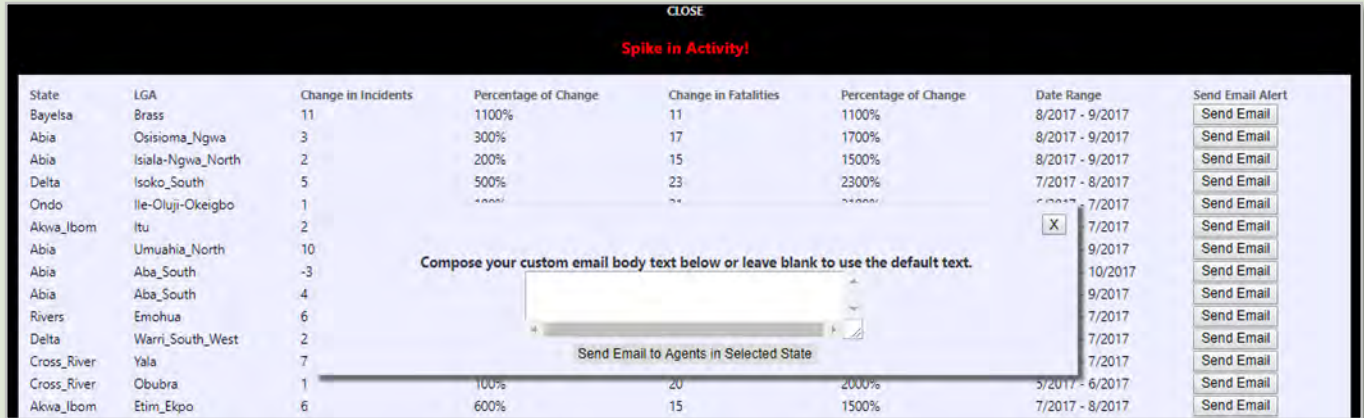 CLOSE
Spike in Activity!
State LGA Change in Incidents Percentage of Change Change in Fatalities Percentage of Change Date Range Send Email Alert
Bayelsa Brass 11 1100% 11 1100% 8/2017 - 9/2017 Send Email
Abia Osisioma_Ngwa 3 300% 17 1700% 8/2017 - 9/2017 Send Email
Abia Isiala-Ngwa_North 2 200% 15 1500% 8/2017 - 9/2017 Send Email
Delta Isoko_South 5 500% 23 2300% 7/2017 - 8/2017 Send Email
Ondo Ile-Oluji-Okeigbo 1 - 7/2017 Send Email
Akwa_Ibom Itu 2 X 7/2017 Send Email
Abia Umuahia_North 10 - 9/2017 Send Email
Compose your custom email body text below or leave blank to use the default text.
Abia Aba_South -3 10/2017 Send Email
Abia Aba_South 4 - 9/2017 Send Email
Rivers Emohua 6 - 7/2017 Send Email
Delta Warri_South_West 2 7/2017 Send Email
Send Email to Agents in Selected State
Cross_River Yala 7 - 7/2017 Send Email
Cross_River Obubra 1 100% 20 2000% 5/2017 - 6/2017 Send Email
Akwa_Ibom Etim_Ekpo 6 600% 15 1500% 7/2017 - 8/2017 Send Email